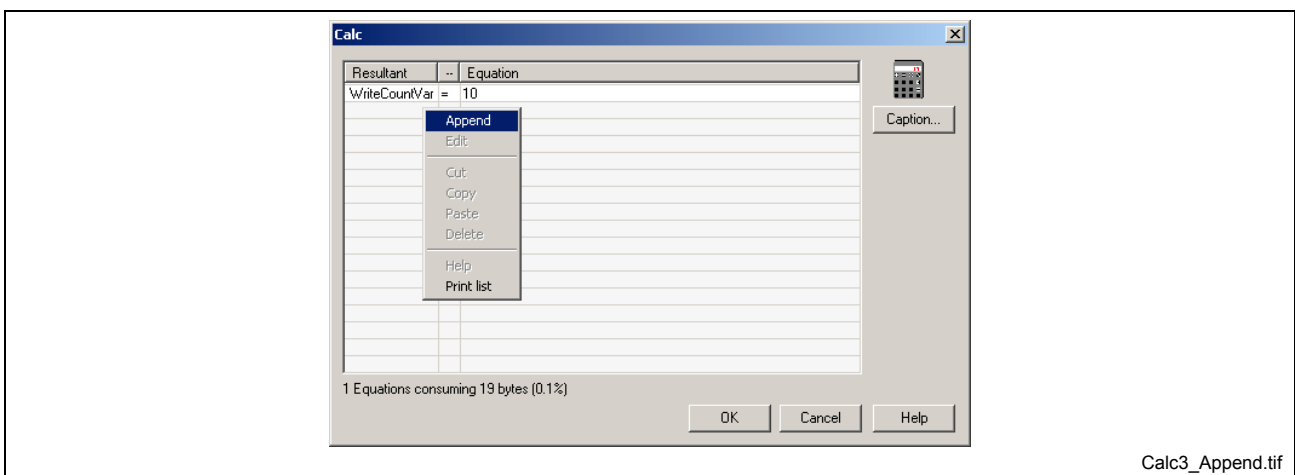 Calc
Resultant -- Equation
WriteCountVar = 10
Caption...
Append
Edit
Cut
Copy
Paste
Delete
Help
Print list
1 Equations consuming 19 bytes (0.1%)
OK Cancel Help
Calc3_Append.tif